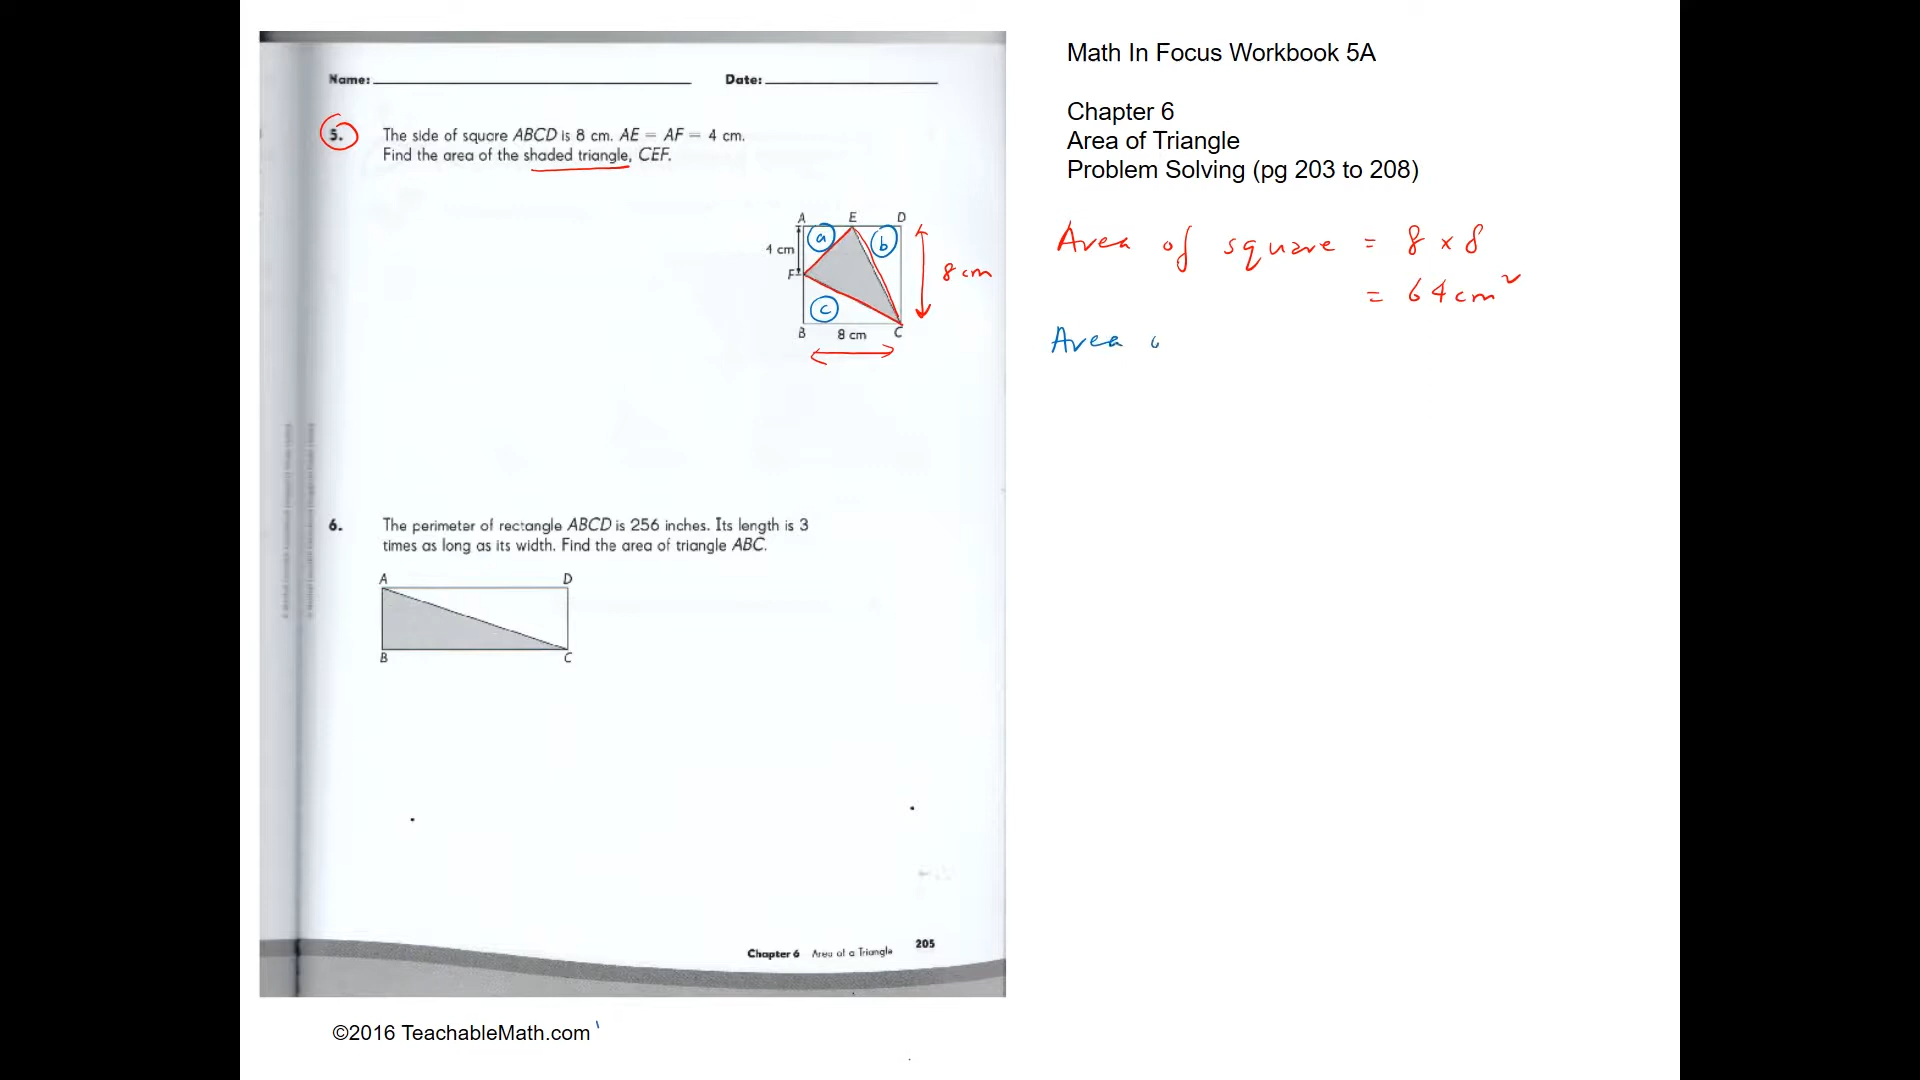 Name: Date:
5. The side of square ABCD is 8 cm. AE = AF = 4 cm.
Find the area of the shaded triangle, CEF.
A E D
a b
4 cm
F
8 cm
c
B 8 cm C
6. The perimeter of rectangle ABCD is 256 inches. Its length is 3
times as long as its width. Find the area of triangle ABC.
A D
B C
Chapter 6 Area of a Triangle 205
©2016 TeachableMath.com
Math In Focus Workbook 5A
Chapter 6
Area of Triangle
Problem Solving (pg 203 to 208)
Area of square = 8 × 8
= 64 cm²
Area